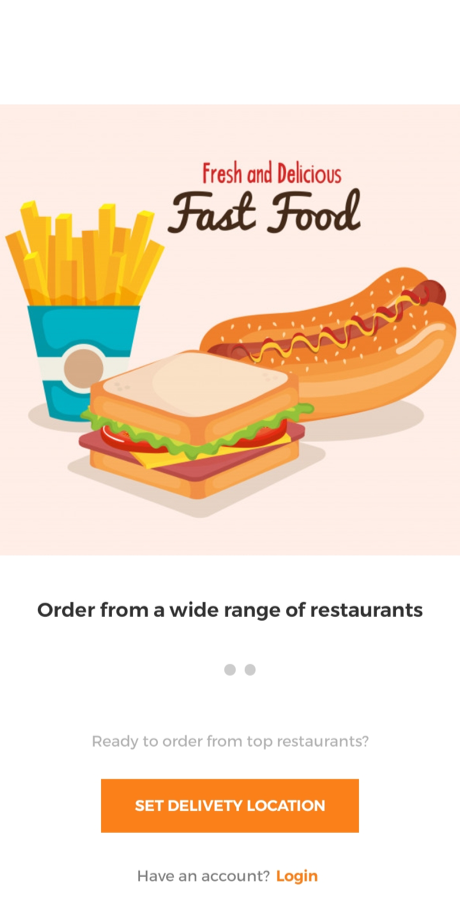 Fresh and Delicious
Fast Food
Order from a wide range of restaurants
Ready to order from top restaurants?
SET DELIVETY LOCATION
Have an account? Login